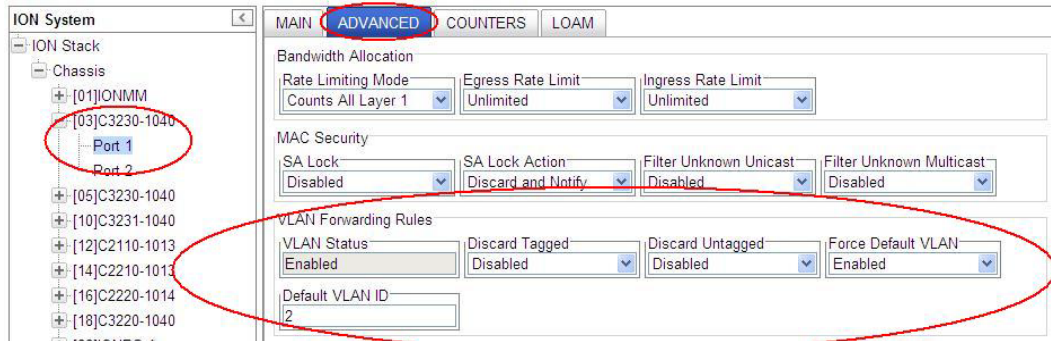 ION System <
ION Stack
Chassis
[01]IONMM
[03]C3230-1040
Port 1
Port 2
[05]C3230-1040
[10]C3231-1040
[12]C2110-1013
[14]C2210-1013
[16]C2220-1014
[18]C3220-1040
MAIN ADVANCED COUNTERS LOAM
Bandwidth Allocation
Rate Limiting Mode Egress Rate Limit Ingress Rate Limit
Counts All Layer 1 Unlimited Unlimited
MAC Security
SA Lock SA Lock Action Filter Unknown Unicast Filter Unknown Multicast
Disabled Discard and Notify Disabled Disabled
VLAN Forwarding Rules
VLAN Status Discard Tagged Discard Untagged Force Default VLAN
Enabled Disabled Disabled Enabled
Default VLAN ID
2